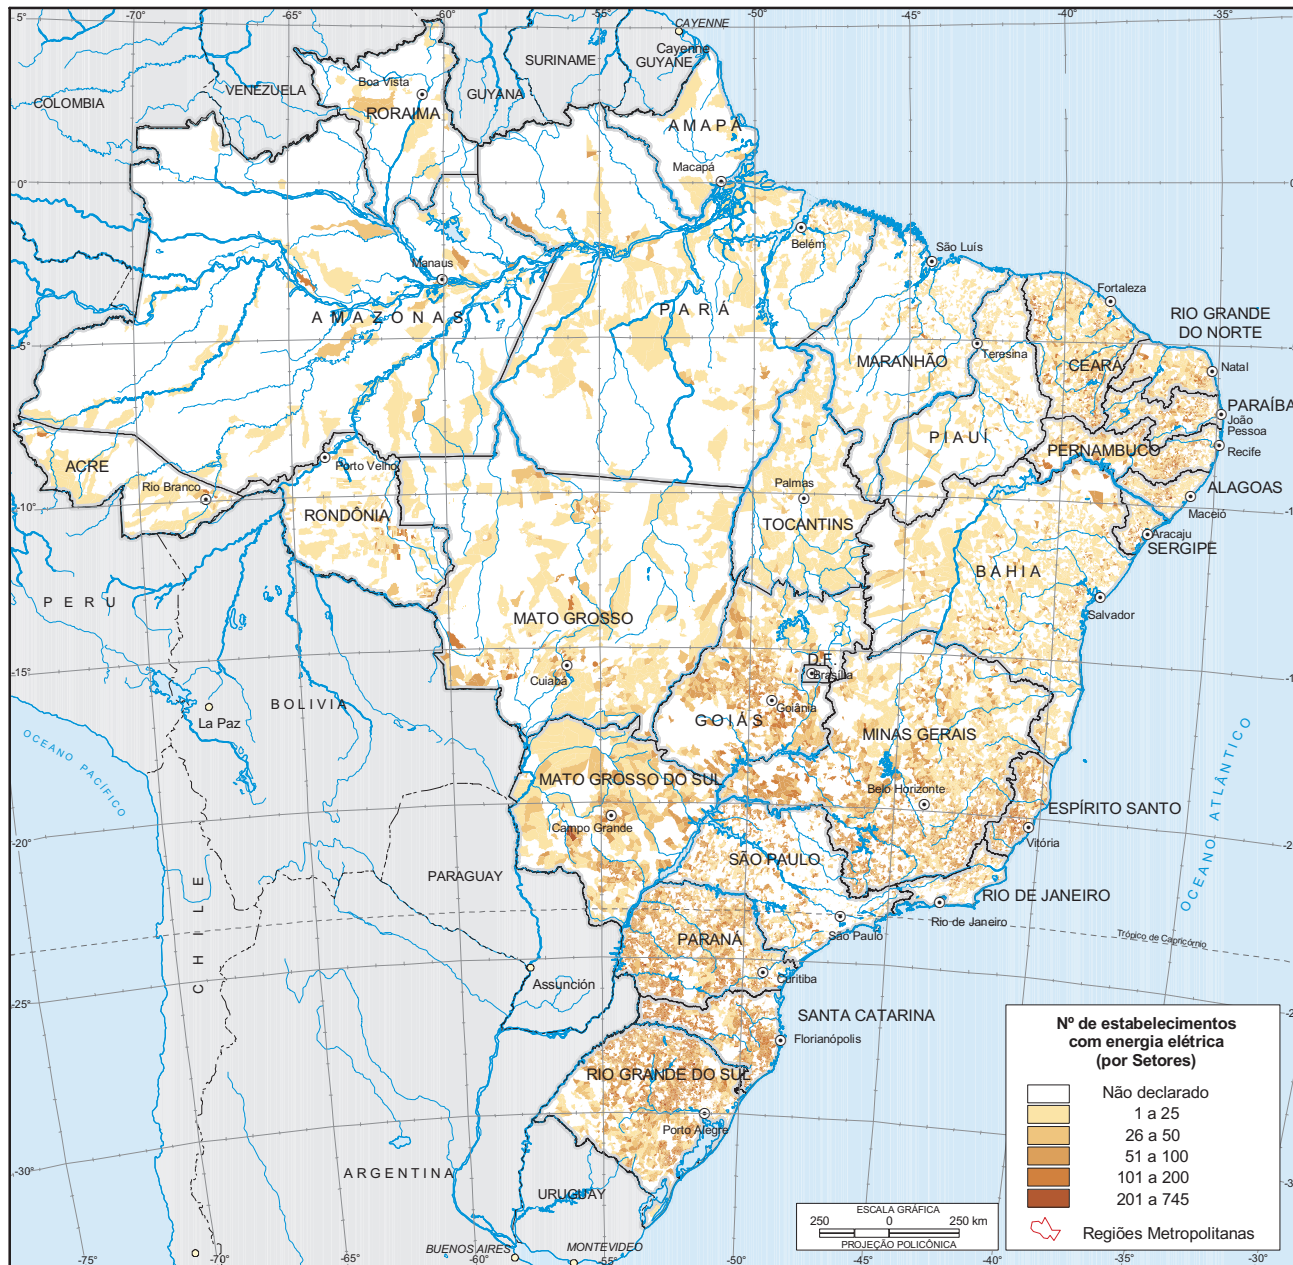 -70°
-65°
-60°
-55°
-50°
-45°
-40°
-35°
5°
CAYENNE
Cayenne
GUYANE
SURINAME
GUYANA
VENEZUELA
COLOMBIA
Boa Vista
RORAIMA
AMAPÁ
Macapá
0°
Belém
São Luís
Manaus
AMAZONAS
PARÁ
Fortaleza
RIO GRANDE
DO NORTE
-5°
MARANHÃO
Teresina
CEARÁ
Natal
PARAÍBA
João
Pessoa
PIAUÍ
PERNAMBUCO
Recife
ACRE
Rio Branco
Porto Velho
RONDÔNIA
Palmas
TOCANTINS
ALAGOAS
Maceió
-10°
Aracaju
SERGIPE
BAHIA
Salvador
PERU
MATO GROSSO
Cuiabá
D.F.
Brasília
Goiânia
GOIÁS
-15°
La Paz
BOLIVIA
MINAS GERAIS
OCEANO PACÍFICO
OCEANO ATLÂNTICO
MATO GROSSO DO SUL
Campo Grande
Belo Horizonte
ESPÍRITO SANTO
Vitória
-20°
SÃO PAULO
PARAGUAY
CHILE
RIO DE JANEIRO
Rio de Janeiro
São Paulo
Trópico de Capricórnio
PARANÁ
Curitiba
Assunción
-25°
SANTA CATARINA
Florianópolis
RIO GRANDE DO SUL
Porto Alegre
ARGENTINA
URUGUAY
-30°
BUENOS AIRES
MONTEVIDEO
-75°
-70°
-65°
-60°
-55°
-50°
-45°
-40°
-35°
-30°
Nº de estabelecimentos
com energia elétrica
(por Setores)
Não declarado
1 a 25
26 a 50
51 a 100
101 a 200
201 a 745
Regiões Metropolitanas
ESCALA GRÁFICA
250 0 250 km
PROJEÇÃO POLICÔNICA